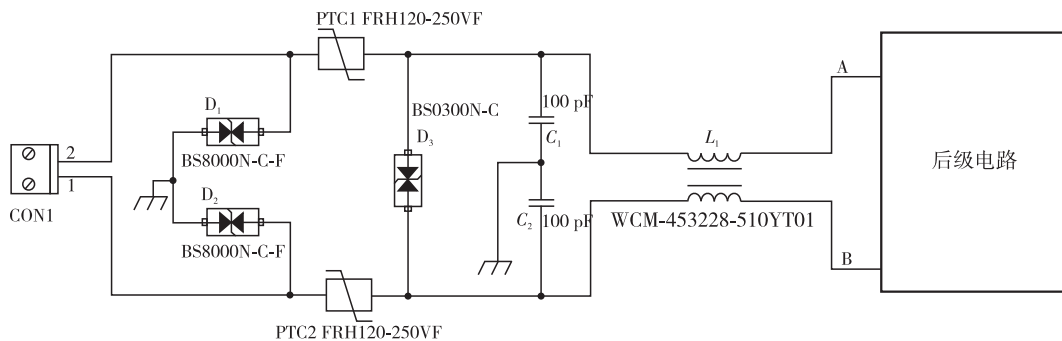 PTC1 FRH120-250VF
D₁
BS8000N-C-F
2
1
CON1
D₂
BS8000N-C-F
PTC2 FRH120-250VF
BS0300N-C
D₃
100 pF
C₁
C₂
100 pF
L₁
WCM-453228-510YT01
A
B
后级电路